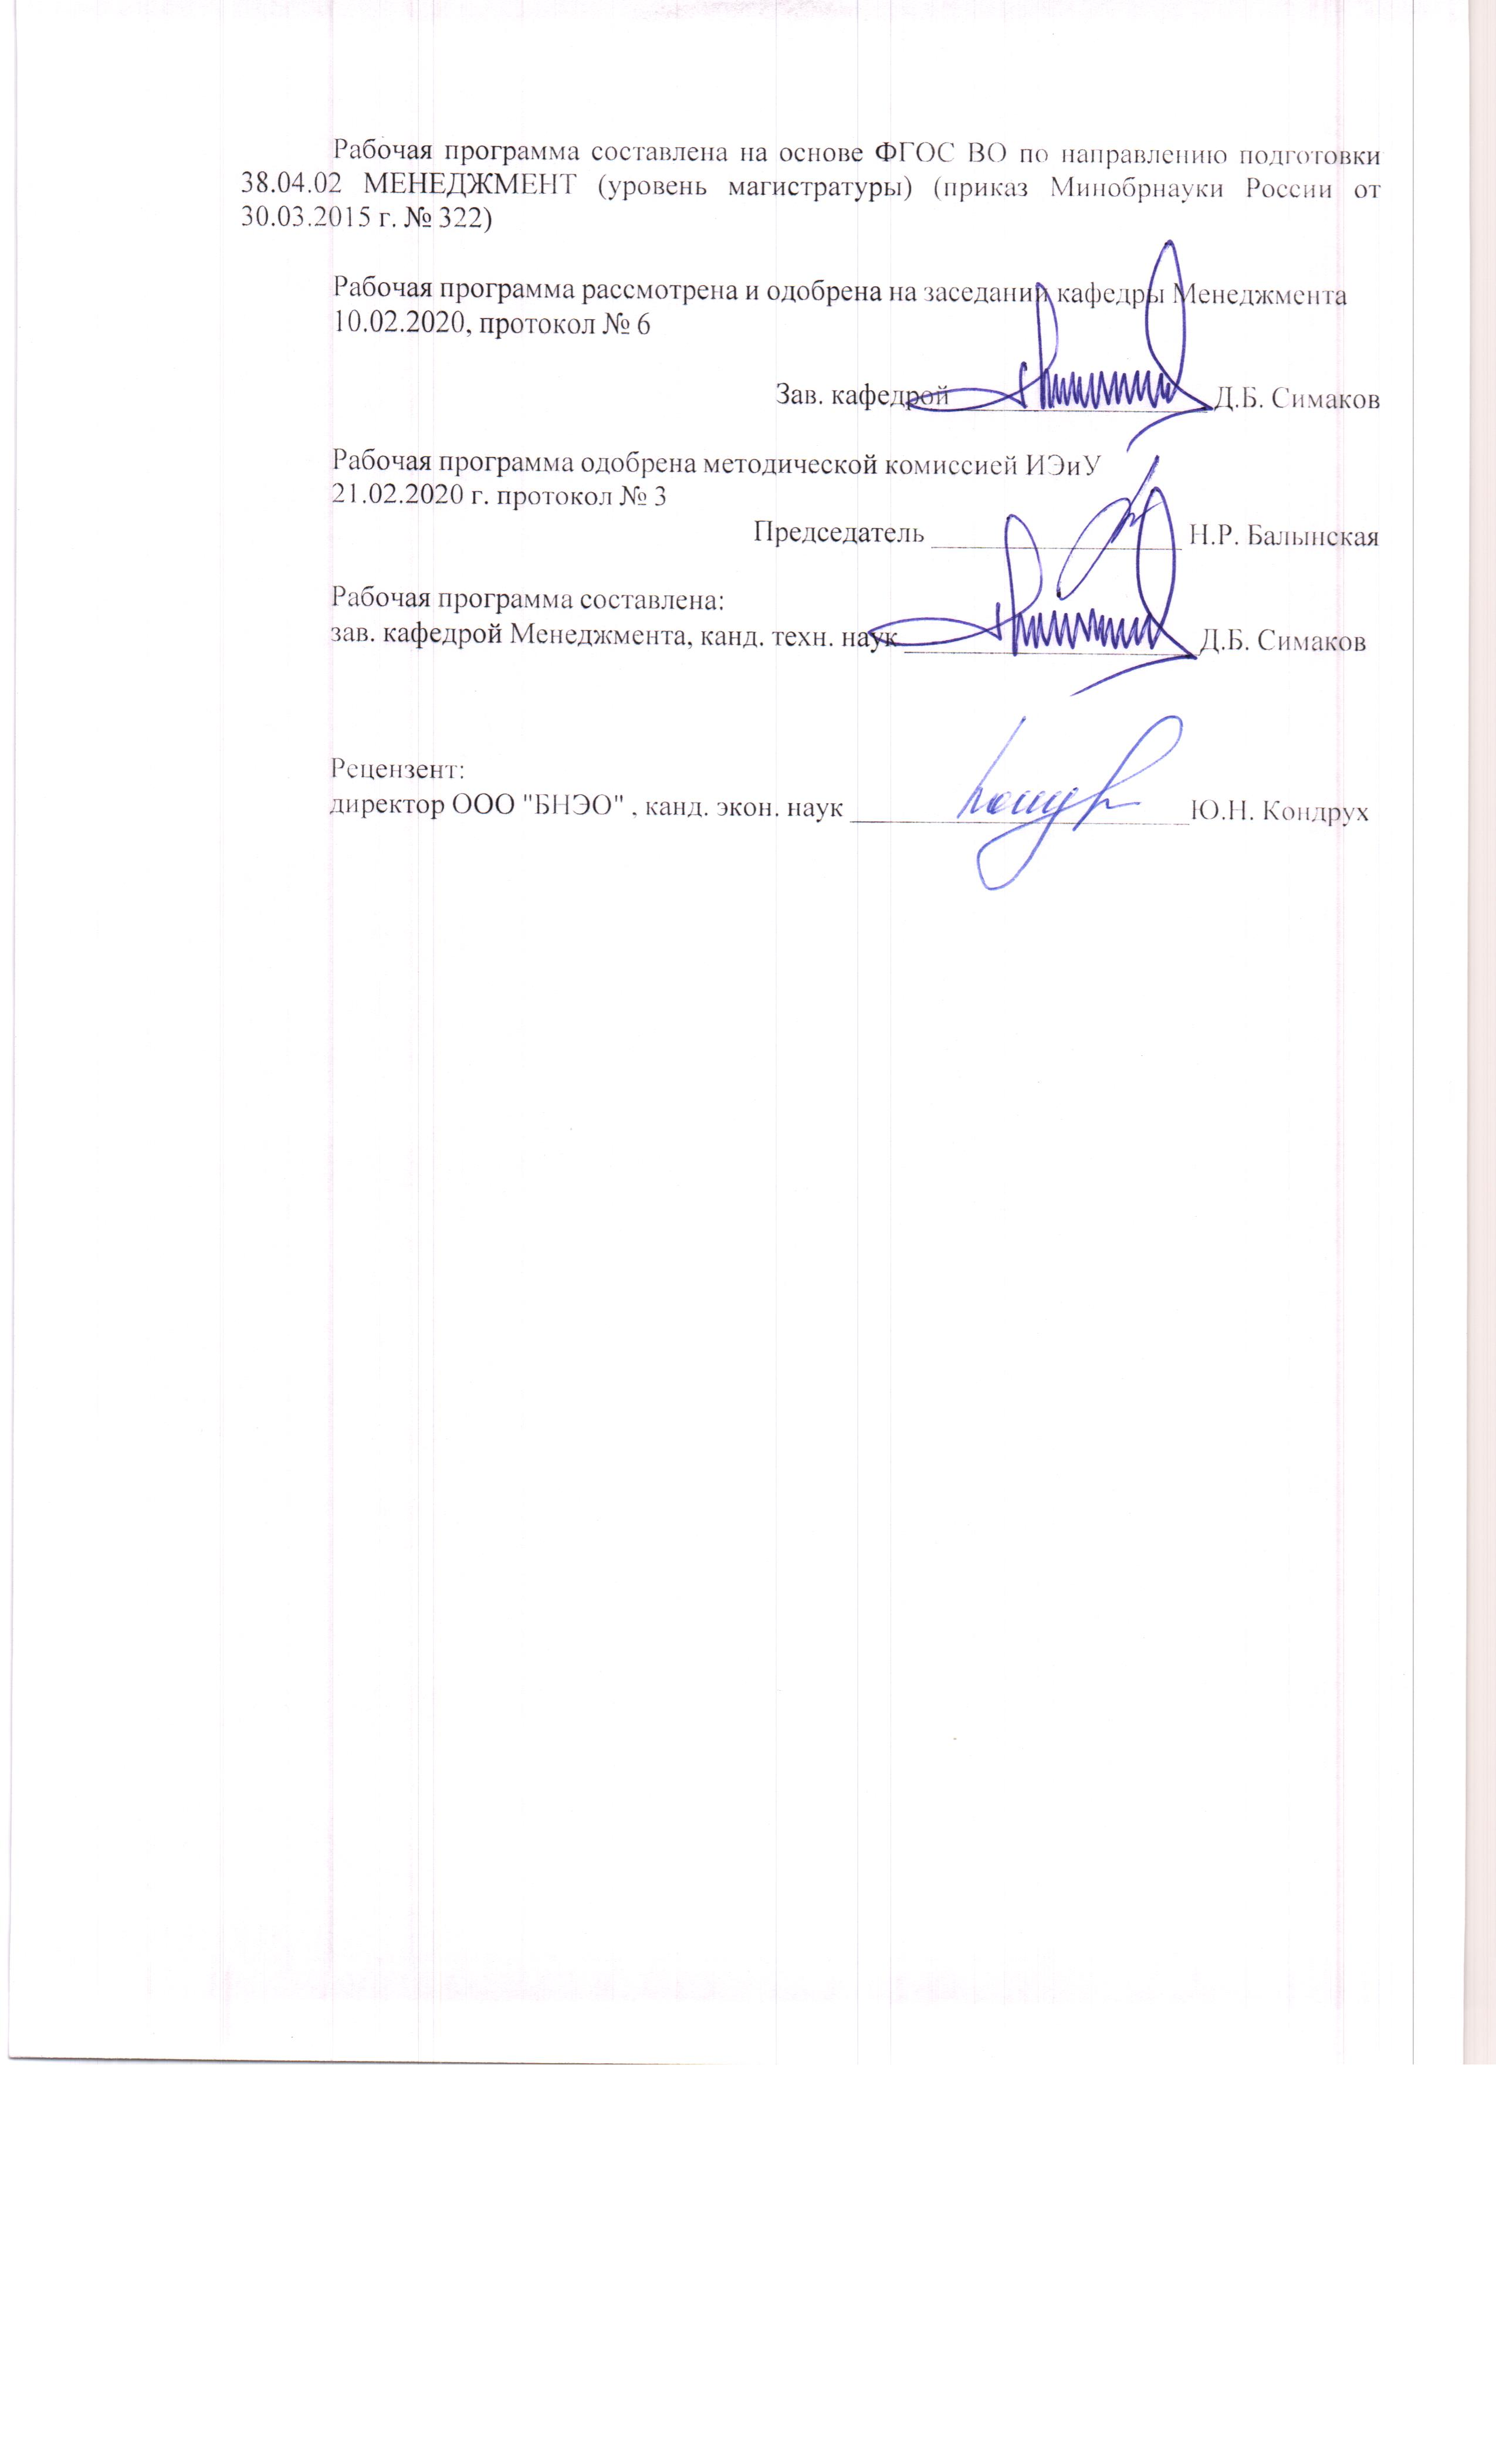 Рабочая программа составлена на основе ФГОС ВО по направлению подготовки
38.04.02 МЕНЕДЖМЕНТ (уровень магистратуры) (приказ Минобрнауки России от
30.03.2015 г. № 322)
Рабочая программа рассмотрена и одобрена на заседании кафедры Менеджмента
10.02.2020, протокол № 6
Зав. кафедрой Д.Б. Симаков
Рабочая программа одобрена методической комиссией ИЭиУ
21.02.2020 г. протокол № 3
Председатель Н.Р. Балынская
Рабочая программа составлена:
зав. кафедрой Менеджмента, канд. техн. наук Д.Б. Симаков
Рецензент:
директор ООО "БНЭО" , канд. экон. наук Ю.Н. Кондрух